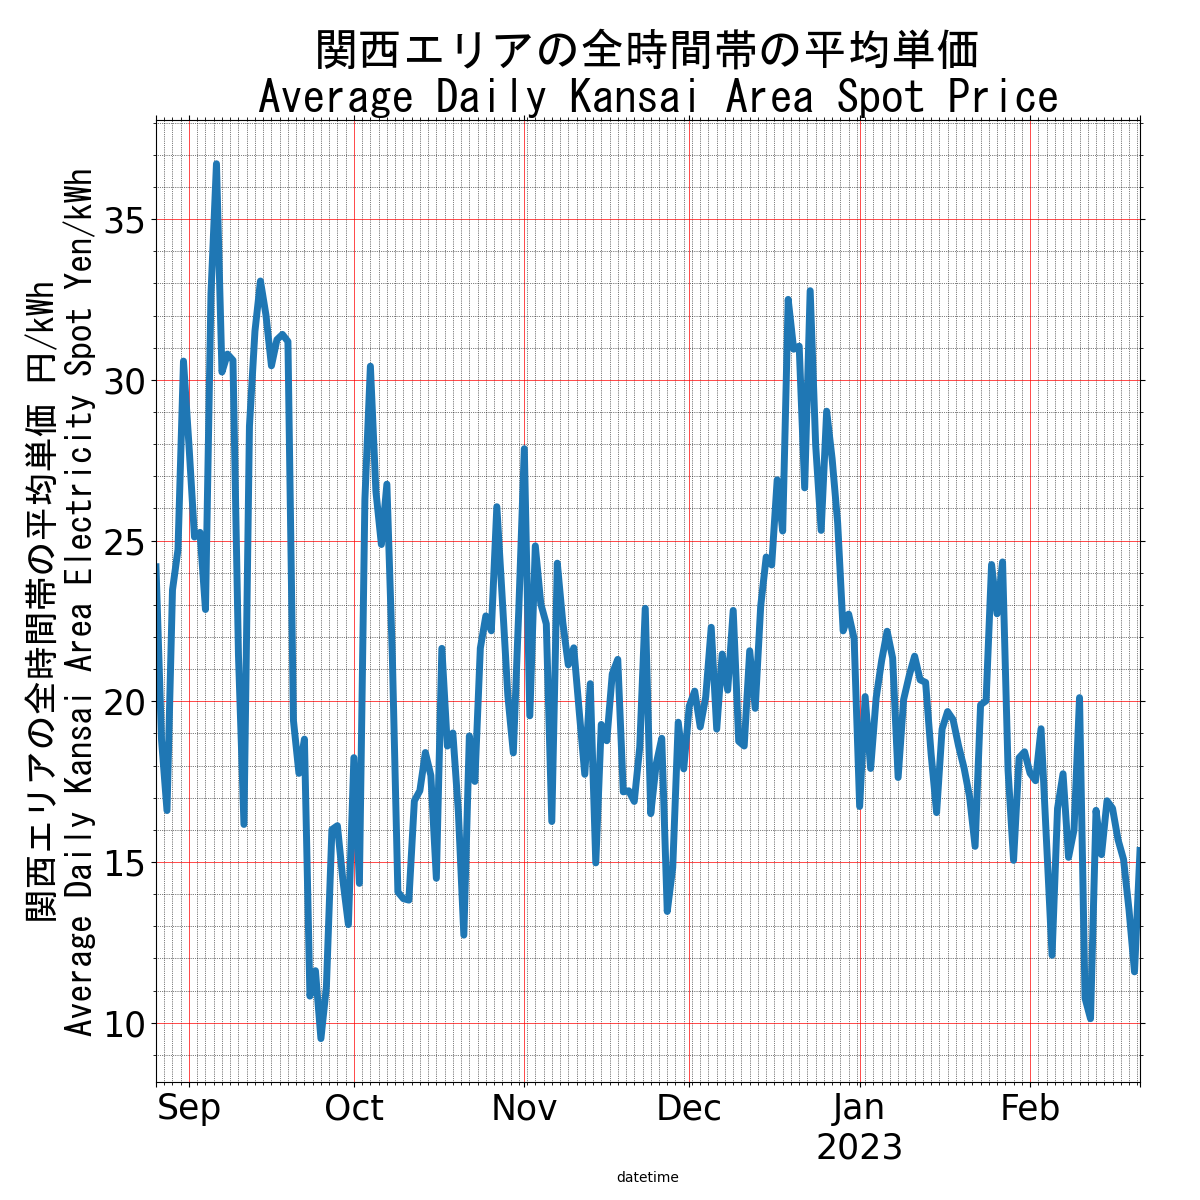 関西エリアの全時間帯の平均単価
Average Daily Kansai Area Spot Price
関西エリアの全時間帯の平均単価 円/kWh
Average Daily Kansai Area Electricity Spot Yen/kWh
35
30
25
20
15
10
Sep
Oct
Nov
Dec
Jan
2023
Feb
datetime